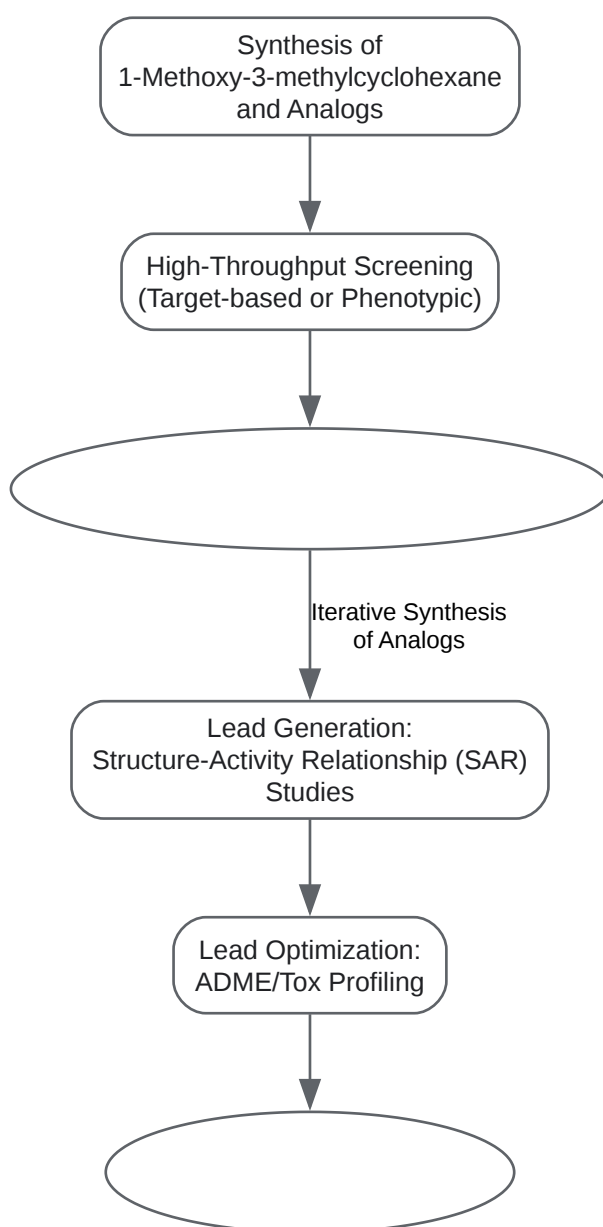 Synthesis of
1-Methoxy-3-methylcyclohexane
and Analogs
High-Throughput Screening
(Target-based or Phenotypic)
Iterative Synthesis
of Analogs
Lead Generation:
Structure-Activity Relationship (SAR)
Studies
Lead Optimization:
ADME/Tox Profiling